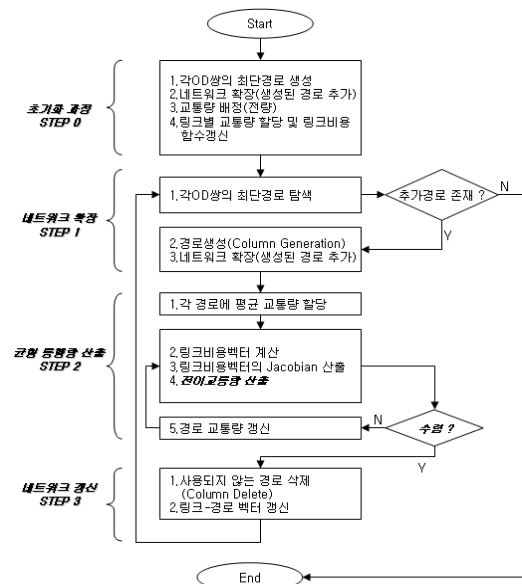 Start
초기화 과정
STEP 0
1.각OD쌍의 최단경로 생성
2.네트워크 확장(생성된 경로 추가)
3.교통량 배정(전량)
4.링크별 교통량 할당 및 링크비용
함수갱신
네트워크 확장
STEP 1
1.각OD쌍의 최단경로 탐색
추가경로 존재 ?
N
Y
2.경로생성(Column Generation)
3.네트워크 확장(생성된 경로 추가)
균형 통행량 산출
STEP 2
1.각 경로에 평균 교통량 할당
2.링크비용벡터 계산
3.링크비용벡터의 Jacobian 산출
4.전이교통량 산출
5.경로 교통량 갱신
N
수렴 ?
Y
네트워크 갱신
STEP 3
1.사용되지 않는 경로 삭제
(Column Delete)
2.링크-경로 벡터 갱신
End